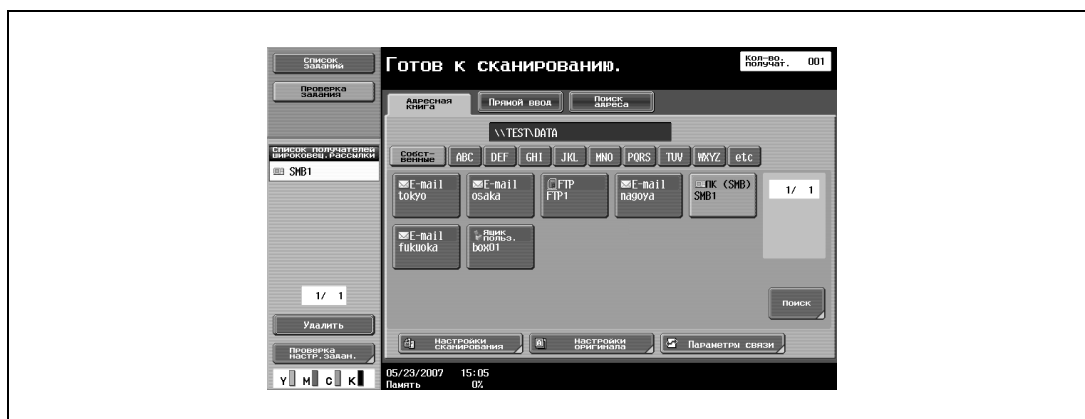 Список
заданий
Готов к сканированию.
Кол-во.
получат.
001
Проверка
задания
Адресная
книга
Прямой ввод
Поиск
адреса
\\TEST\DATA
Список получателей
широковещ.рассылки
SMB1
Собст-
венные
ABC
DEF
GHI
JKL
MNO
PQRS
TUV
WXYZ
etc
E-mail
tokyo
E-mail
osaka
FTP
FTP1
E-mail
nagoya
ПК (SMB)
SMB1
1/ 1
E-mail
fukuoka
Ящик
польз.
box01
1/ 1
Поиск
Удалить
Проверка
настр.задан.
Настройки
сканирования
Настройки
оригинала
Параметры связи
Y M C K
05/23/2007 15:05
Память 0%